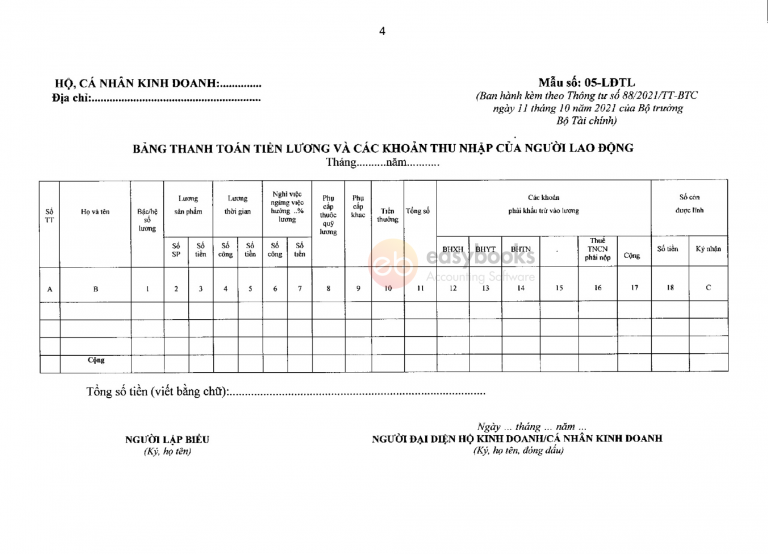 4
HỘ, CÁ NHÂN KINH DOANH:..............
Địa chỉ:.......................................................
Mẫu số: 05-LĐTL
(Ban hành kèm theo Thông tư số 88/2021/TT-BTC
ngày 11 tháng 10 năm 2021 của Bộ trưởng
Bộ Tài chính)
BẢNG THANH TOÁN TIỀN LƯƠNG VÀ CÁC KHOẢN THU NHẬP CỦA NGƯỜI LAO ĐỘNG
Tháng..........năm...........
Số TT
Họ và tên
Bậc/hệ số lương
Lương sản phẩm
Số SP
Số tiền
Lương thời gian
Số công
Số tiền
Nghỉ việc ngừng việc hưởng ..% lương
Số công
Số tiền
Phụ cấp thuộc quỹ lương
Phụ cấp khác
Tiền thưởng
Tổng số
Các khoản phải khấu trừ vào lương
BHXH
BHYT
BHTN
Thuế TNCN phải nộp
Cộng
Số còn được lĩnh
Số tiền
Ký nhận
easybooks
Accounting Software
A B 1 2 3 4 5 6 7 8 9 10 11 12 13 14 15 16 17 18 C
Cộng
Tổng số tiền (viết bằng chữ):....................................................................................
Ngày ... tháng ... năm ...
NGƯỜI LẬP BIỂU
(Ký, họ tên)
NGƯỜI ĐẠI DIỆN HỘ KINH DOANH/CÁ NHÂN KINH DOANH
(Ký, họ tên, đóng dấu)